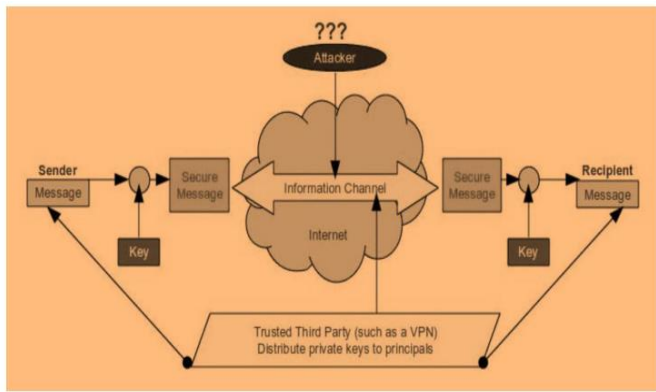 ???
Attacker
Sender
Message
Secure
Message
Information Channel
Internet
Secure
Message
Recipient
Message
Key
Key
Trusted Third Party (such as a VPN)
Distribute private keys to principals